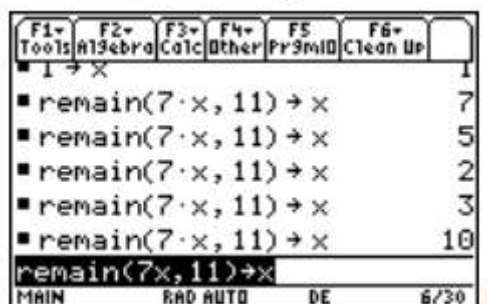 F1▾ F2▾ F3▾ F4▾ F5 F6▾
Tools Algebra Calc Other PrgmIO Clean Up
▪ 1 → x 1
▪ remain(7·x, 11) → x 7
▪ remain(7·x, 11) → x 5
▪ remain(7·x, 11) → x 2
▪ remain(7·x, 11) → x 3
▪ remain(7·x, 11) → x 10
remain(7x,11)→x
MAIN RAD AUTO DE 6/30